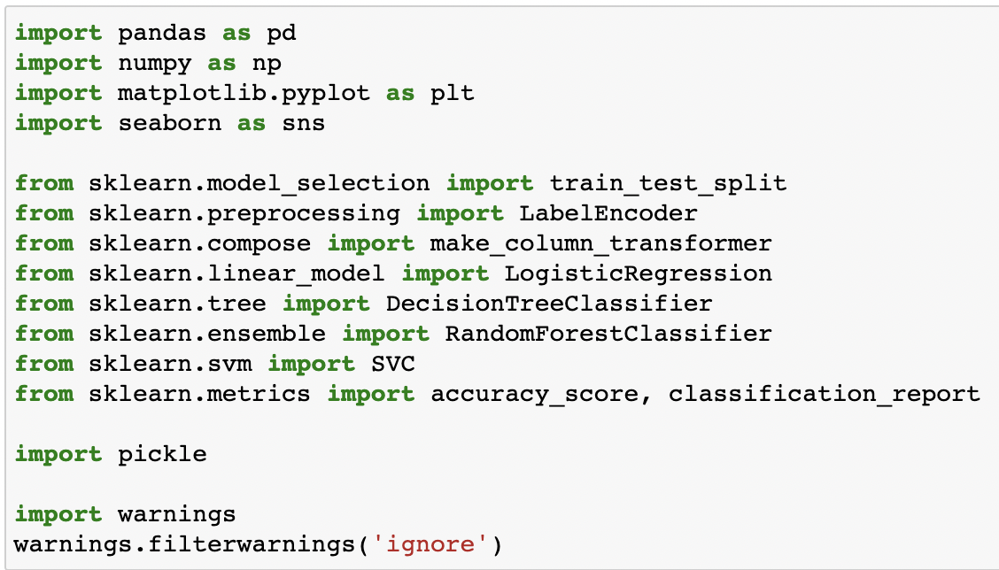 import pandas as pd
import numpy as np
import matplotlib.pyplot as plt
import seaborn as sns
from sklearn.model_selection import train_test_split
from sklearn.preprocessing import LabelEncoder
from sklearn.compose import make_column_transformer
from sklearn.linear_model import LogisticRegression
from sklearn.tree import DecisionTreeClassifier
from sklearn.ensemble import RandomForestClassifier
from sklearn.svm import SVC
from sklearn.metrics import accuracy_score, classification_report
import pickle
import warnings
warnings.filterwarnings('ignore')